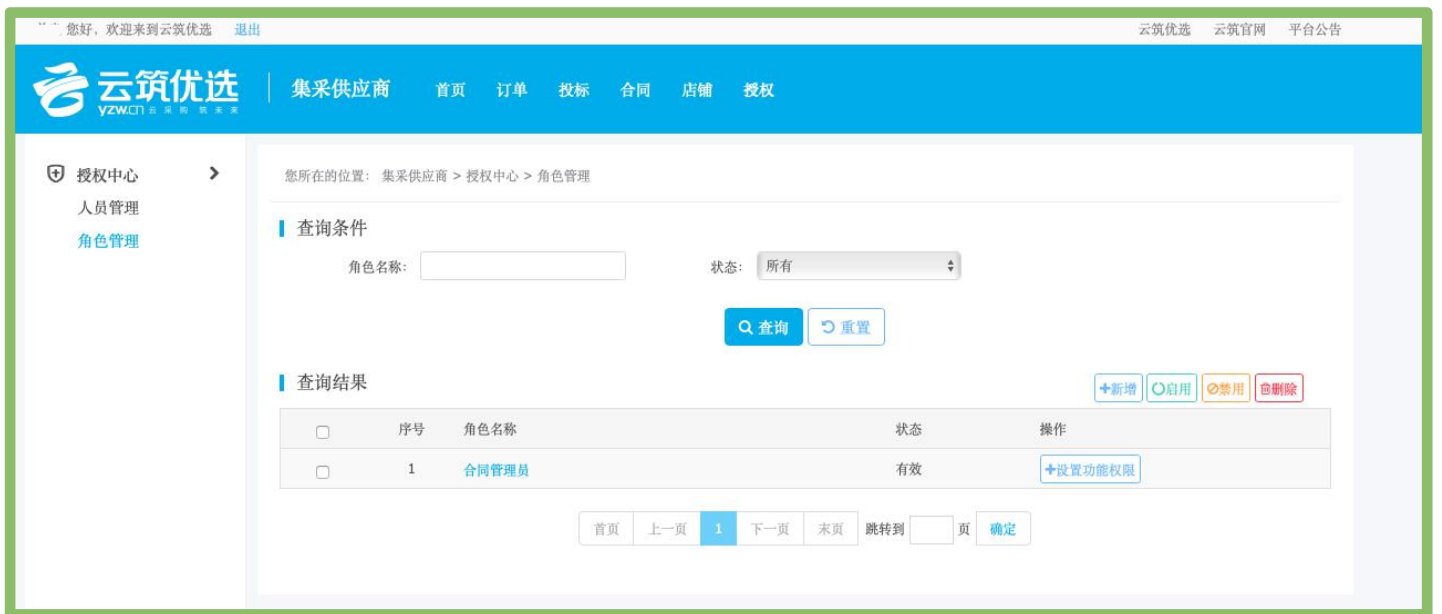 您好，欢迎来到云筑优选 退出 云筑优选 云筑官网 平台公告
云筑优选 集采供应商 首页 订单 投标 合同 店铺 授权
yzw.cn 云采购 筑未来
授权中心 您所在的位置： 集采供应商 > 授权中心 > 角色管理
人员管理
角色管理
查询条件
角色名称： 状态： 所有
查询 重置
查询结果 新增 启用 禁用 删除
序号 角色名称 状态 操作
1 合同管理员 有效 设置功能权限
首页 上一页 1 下一页 末页 跳转到 页 确定